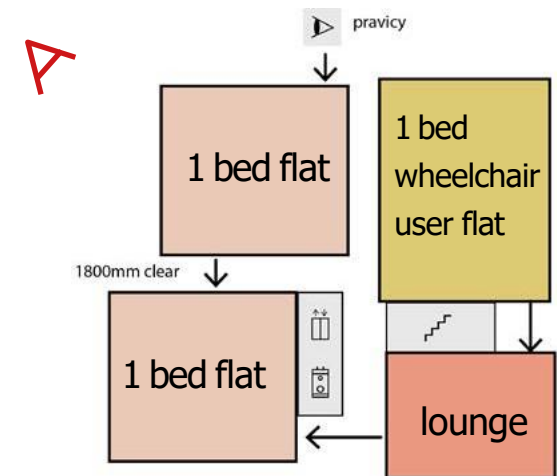 A
pravicy
1 bed flat
1 bed
wheelchair
user flat
1800mm clear
1 bed flat
lounge